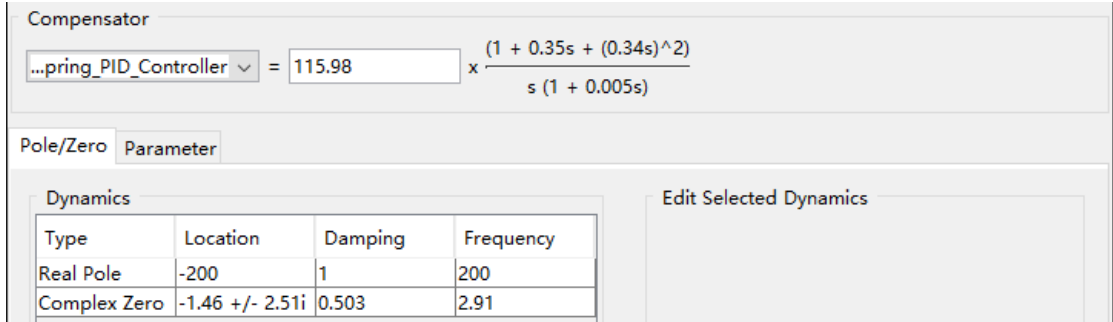 Compensator
(1 + 0.35s + (0.34s)^2)
...pring_PID_Controller = 115.98 x
s (1 + 0.005s)
Pole/Zero Parameter
Dynamics Edit Selected Dynamics
Type Location Damping Frequency
Real Pole -200 1 200
Complex Zero -1.46 +/- 2.51i 0.503 2.91